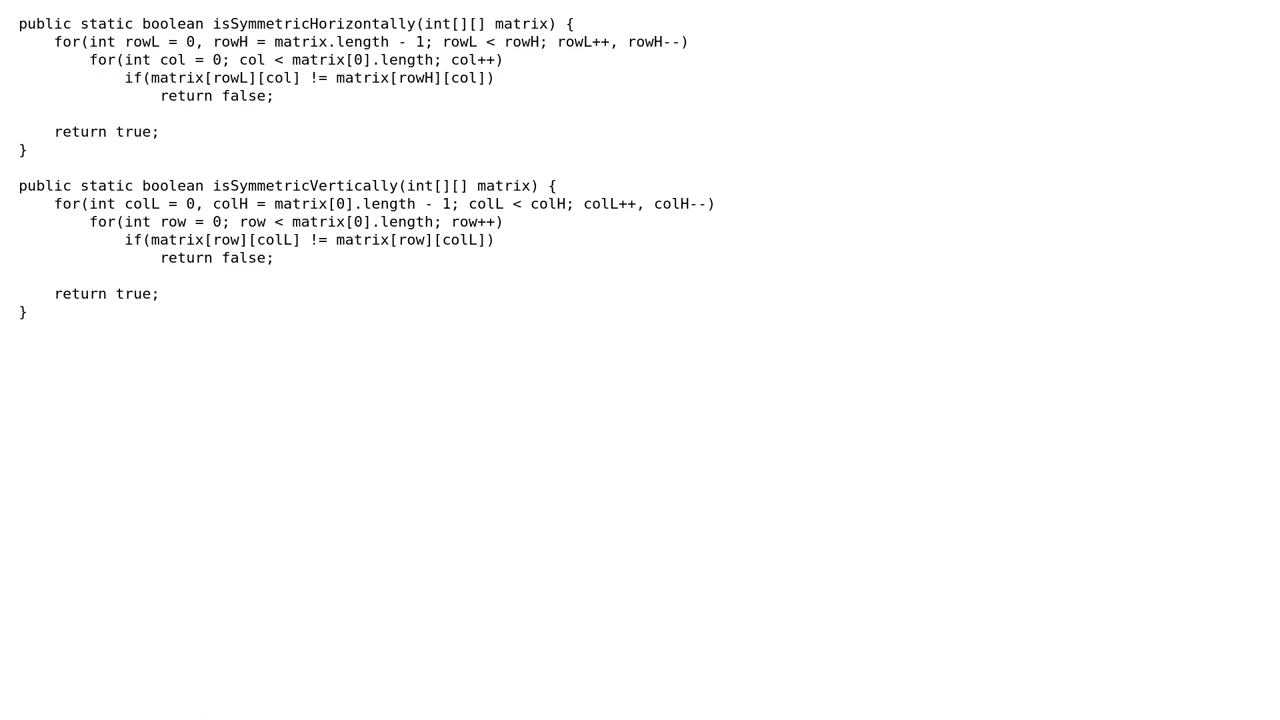 public static boolean isSymmetricHorizontally(int[][] matrix) {
    for(int rowL = 0, rowH = matrix.length - 1; rowL < rowH; rowL++, rowH--)
        for(int col = 0; col < matrix[0].length; col++)
            if(matrix[rowL][col] != matrix[rowH][col])
                return false;

    return true;
}

public static boolean isSymmetricVertically(int[][] matrix) {
    for(int colL = 0, colH = matrix[0].length - 1; colL < colH; colL++, colH--)
        for(int row = 0; row < matrix[0].length; row++)
            if(matrix[row][colL] != matrix[row][colL])
                return false;

    return true;
}